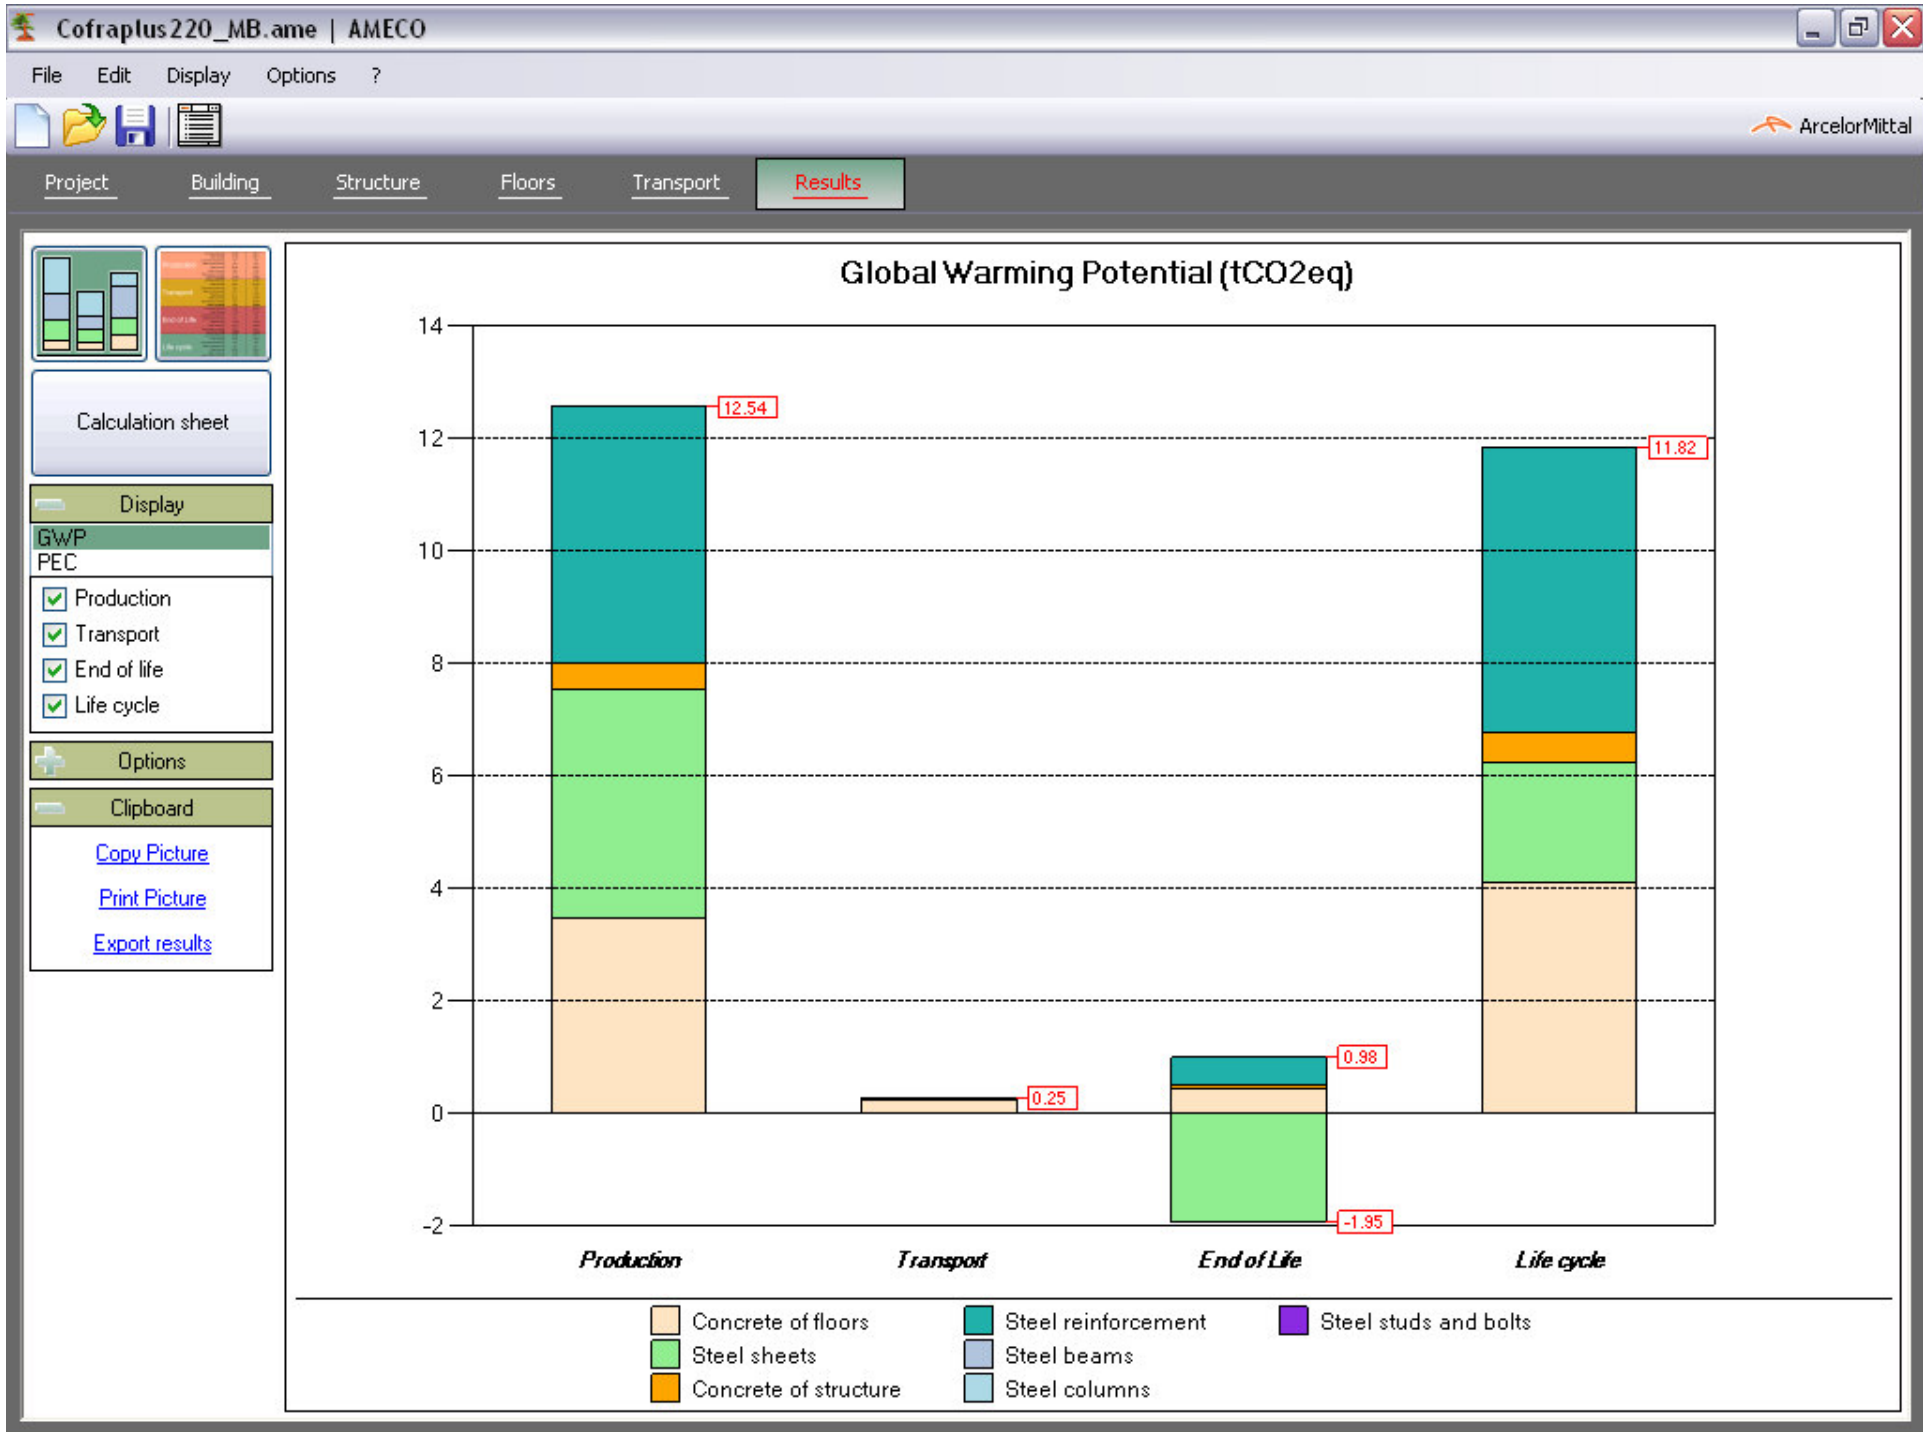 Cofraplus220_MB.ame | AMECO
File Edit Display Options ?
ArcelorMittal
Project Building Structure Floors Transport Results
Calculation sheet
Display
GWP
PEC
Production
Transport
End of life
Life cycle
Options
Clipboard
Copy Picture
Print Picture
Export results
Global Warming Potential (tCO2eq)
14
12.54
12
11.82
10
8
6
4
2
0.98
0.25
0
-1.95
-2
Production Transport End of Life Life cycle
Concrete of floors Steel reinforcement Steel studs and bolts
Steel sheets Steel beams
Concrete of structure Steel columns